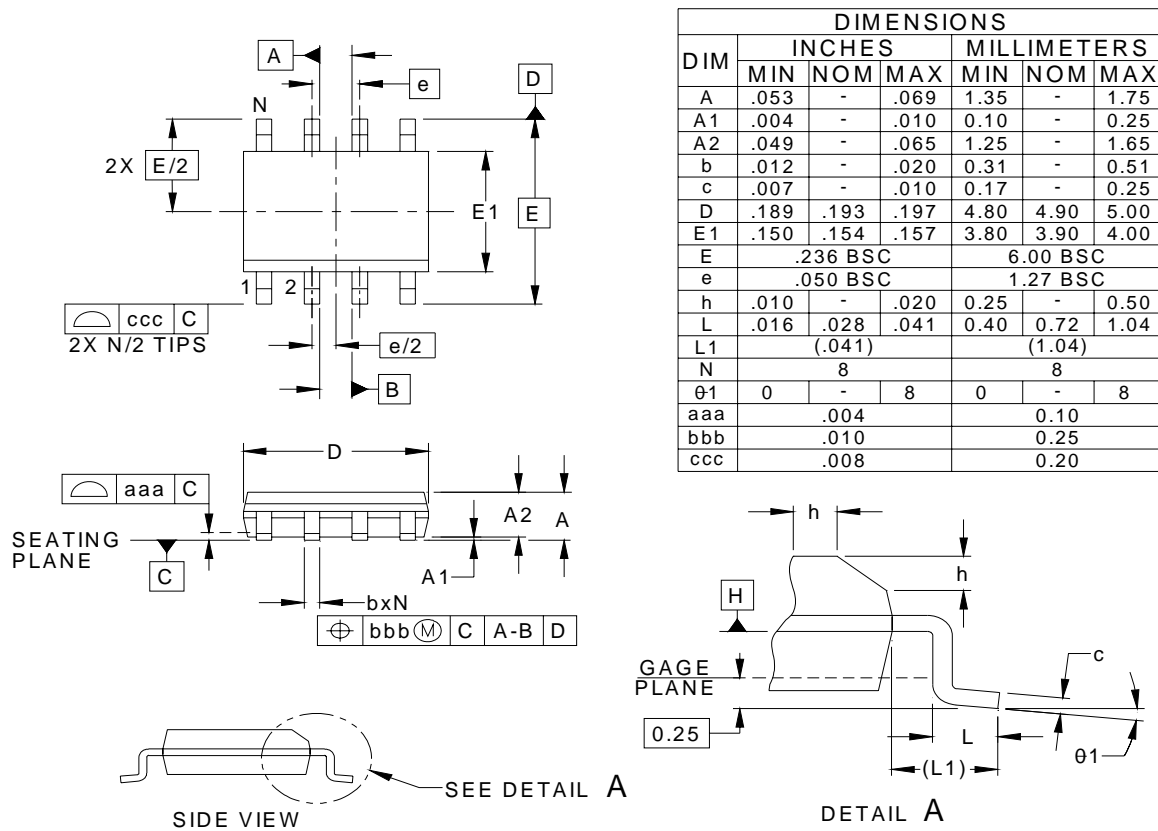 A
e
D
N
2X E/2
E1
E
1 2
ccc C
2X N/2 TIPS
e/2
B
D
aaa C
A2
A
SEATING
PLANE
C
A1
bxN
bbb M C A-B D
SEE DETAIL A
SIDE VIEW
DIMENSIONS
DIM INCHES MILLIMETERS
MIN NOM MAX MIN NOM MAX
A .053 - .069 1.35 - 1.75
A1 .004 - .010 0.10 - 0.25
A2 .049 - .065 1.25 - 1.65
b .012 - .020 0.31 - 0.51
c .007 - .010 0.17 - 0.25
D .189 .193 .197 4.80 4.90 5.00
E1 .150 .154 .157 3.80 3.90 4.00
E .236 BSC 6.00 BSC
e .050 BSC 1.27 BSC
h .010 - .020 0.25 - 0.50
L .016 .028 .041 0.40 0.72 1.04
L1 (.041) (1.04)
N 8 8
θ1 0 - 8 0 - 8
aaa .004 0.10
bbb .010 0.25
ccc .008 0.20
h
h
H
GAGE
PLANE
c
0.25
L
(L1)
θ1
DETAIL A